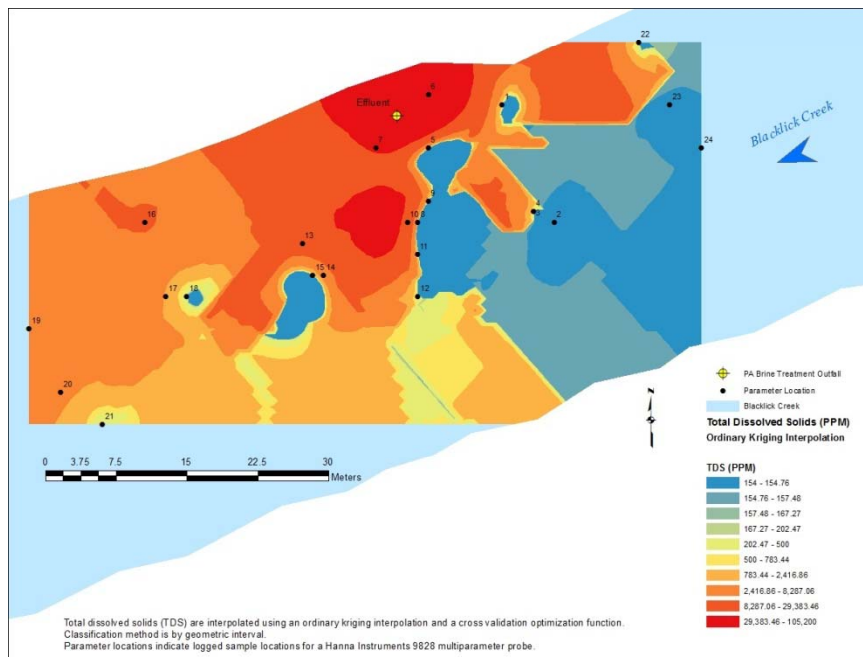 22
6
Effluent
1
23
7
5
24
Blacklick Creek
9
4
3
2
16
10
8
13
11
15
14
17
18
12
19
20
21
N
PA Brine Treatment Outfall
Parameter Location
Blacklick Creek
Total Dissolved Solids (PPM)
Ordinary Kriging Interpolation
0 3.75 7.5 15 22.5 30
Meters
TDS (PPM)
154 - 154.76
154.76 - 157.48
157.48 - 167.27
167.27 - 202.47
202.47 - 500
500 - 783.44
783.44 - 2,416.86
2,416.86 - 8,287.06
8,287.06 - 29,383.46
29,383.46 - 105,200
Total dissolved solids (TDS) are interpolated using an ordinary kriging interpolation and a cross validation optimization function.
Classification method is by geometric interval.
Parameter locations indicate logged sample locations for a Hanna Instruments 9828 multiparameter probe.